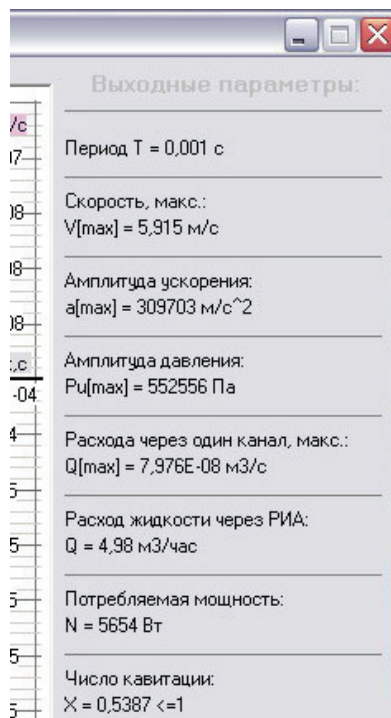 Выходные параметры:
/с
Период T = 0,001 с
Скорость, макс.:
V[max] = 5,915 м/с
Амплитуда ускорения:
a[max] = 309703 м/с^2
Амплитуда давления:
Pu[max] = 552556 Па
,с
-04
Расхода через один канал, макс.:
Q[max] = 7,976E-08 м3/с
Расход жидкости через РИА:
Q = 4,98 м3/час
Потребляемая мощность:
N = 5654 Вт
Число кавитации:
X = 0,5387 <=1